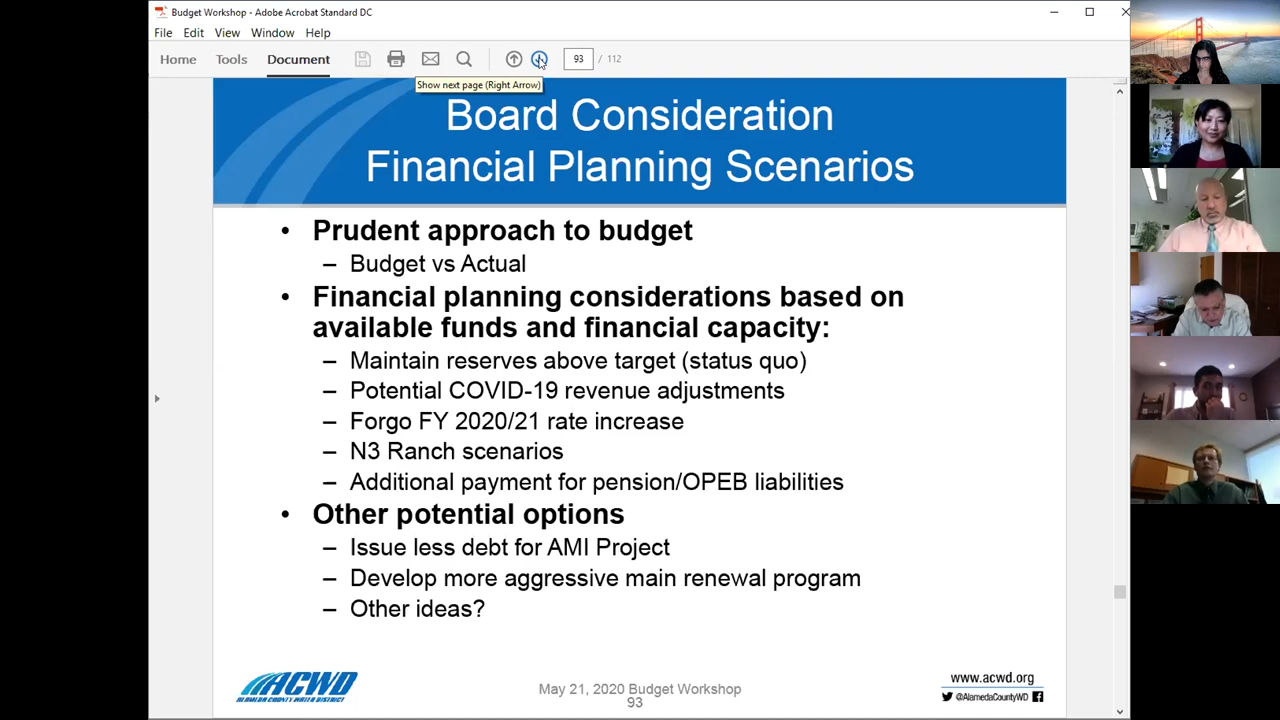 Budget Workshop - Adobe Acrobat Standard DC
File Edit View Window Help
Home Tools Document 93 / 112
Show next page (Right Arrow)
Board Consideration
Financial Planning Scenarios
• Prudent approach to budget
– Budget vs Actual
• Financial planning considerations based on
available funds and financial capacity:
– Maintain reserves above target (status quo)
– Potential COVID-19 revenue adjustments
– Forgo FY 2020/21 rate increase
– N3 Ranch scenarios
– Additional payment for pension/OPEB liabilities
• Other potential options
– Issue less debt for AMI Project
– Develop more aggressive main renewal program
– Other ideas?
ACWD
ALAMEDA COUNTY WATER DISTRICT
May 21, 2020 Budget Workshop
93
www.acwd.org
@AlamedaCountyWD